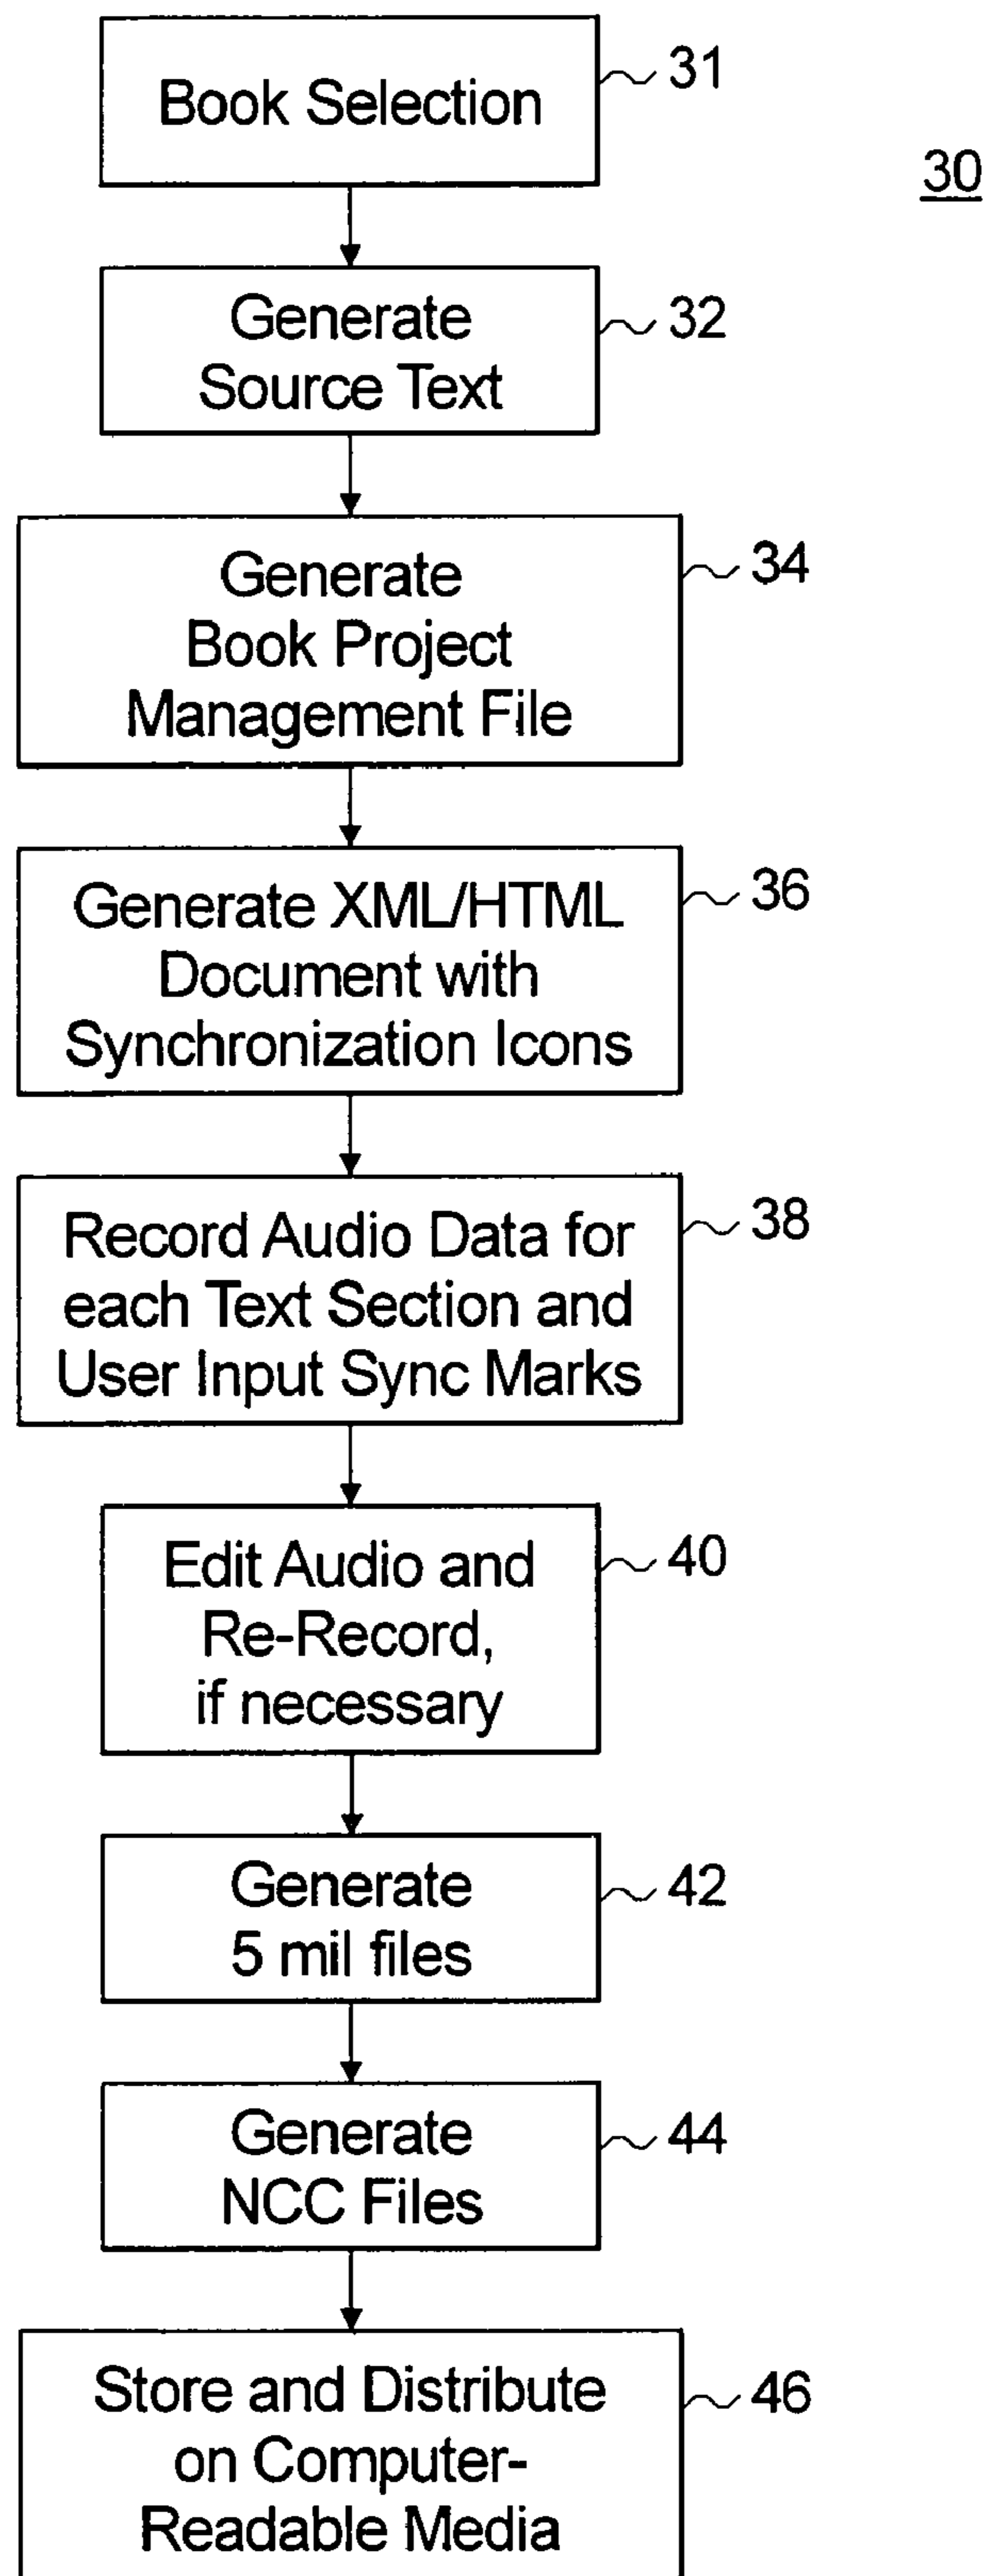 Book Selection
31
30
Generate
Source Text
32
Generate
Book Project
Management File
34
Generate XML/HTML
Document with
Synchronization Icons
36
Record Audio Data for
each Text Section and
User Input Sync Marks
38
Edit Audio and
Re-Record,
if necessary
40
Generate
5 mil files
42
Generate
NCC Files
44
Store and Distribute
on Computer-
Readable Media
46